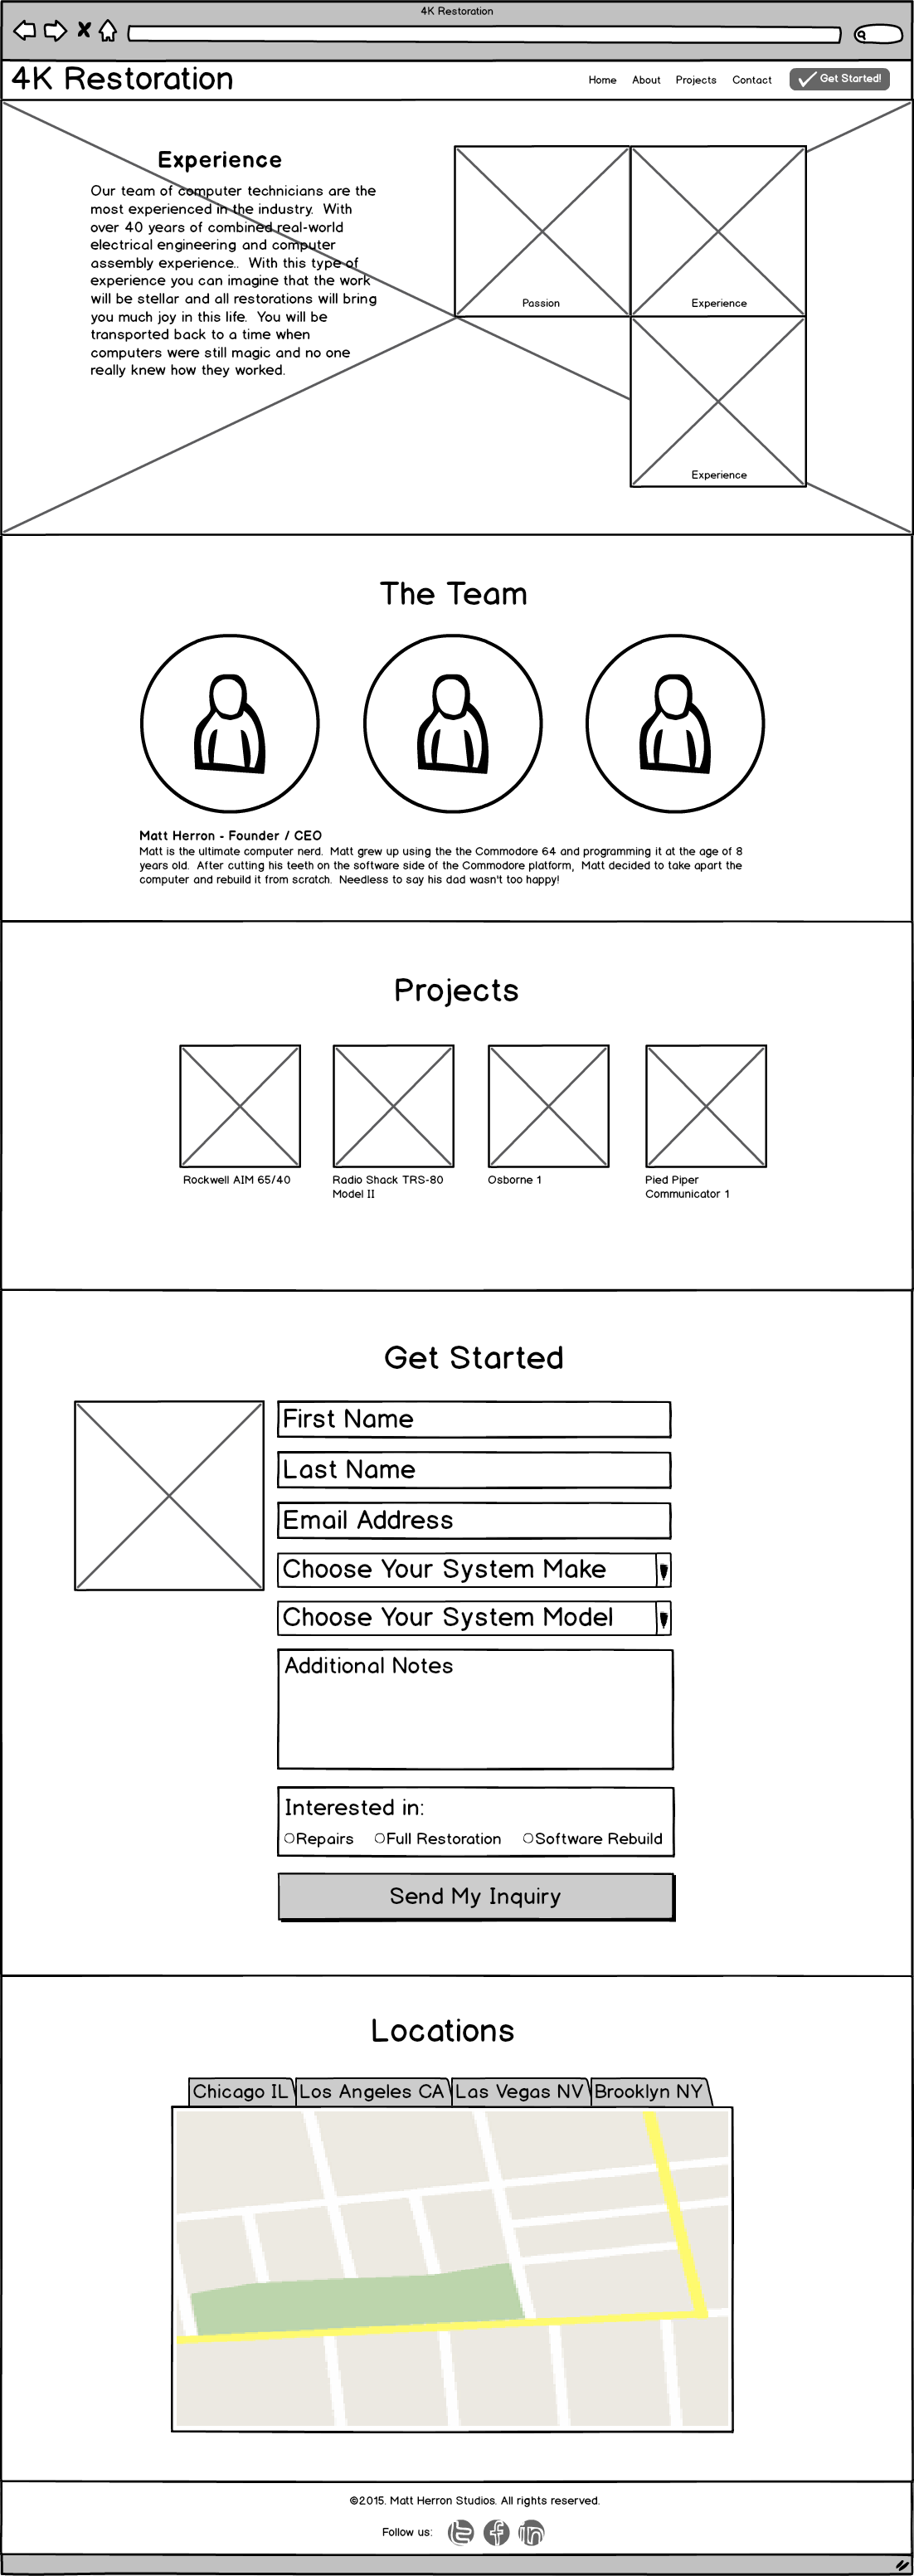 4K Restoration
4K Restoration
Home About Projects Contact Get Started!
Experience
Our team of computer technicians are the
most experienced in the industry. With
over 40 years of combined real-world
electrical engineering and computer
assembly experience.. With this type of
experience you can imagine that the work
will be stellar and all restorations will bring
you much joy in this life. You will be
transported back to a time when
computers were still magic and no one
really knew how they worked.
Passion
Experience
Experience
The Team
Matt Herron - Founder / CEO
Matt is the ultimate computer nerd. Matt grew up using the the Commodore 64 and programming it at the age of 8
years old. After cutting his teeth on the software side of the Commodore platform, Matt decided to take apart the
computer and rebuild it from scratch. Needless to say his dad wasn't too happy!
Projects
Rockwell AIM 65/40
Radio Shack TRS-80
Model II
Osborne 1
Pied Piper
Communicator 1
Get Started
First Name
Last Name
Email Address
Choose Your System Make
Choose Your System Model
Additional Notes
Interested in:
Repairs Full Restoration Software Rebuild
Send My Inquiry
Locations
Chicago IL Los Angeles CA Las Vegas NV Brooklyn NY
©2015. Matt Herron Studios. All rights reserved.
Follow us: